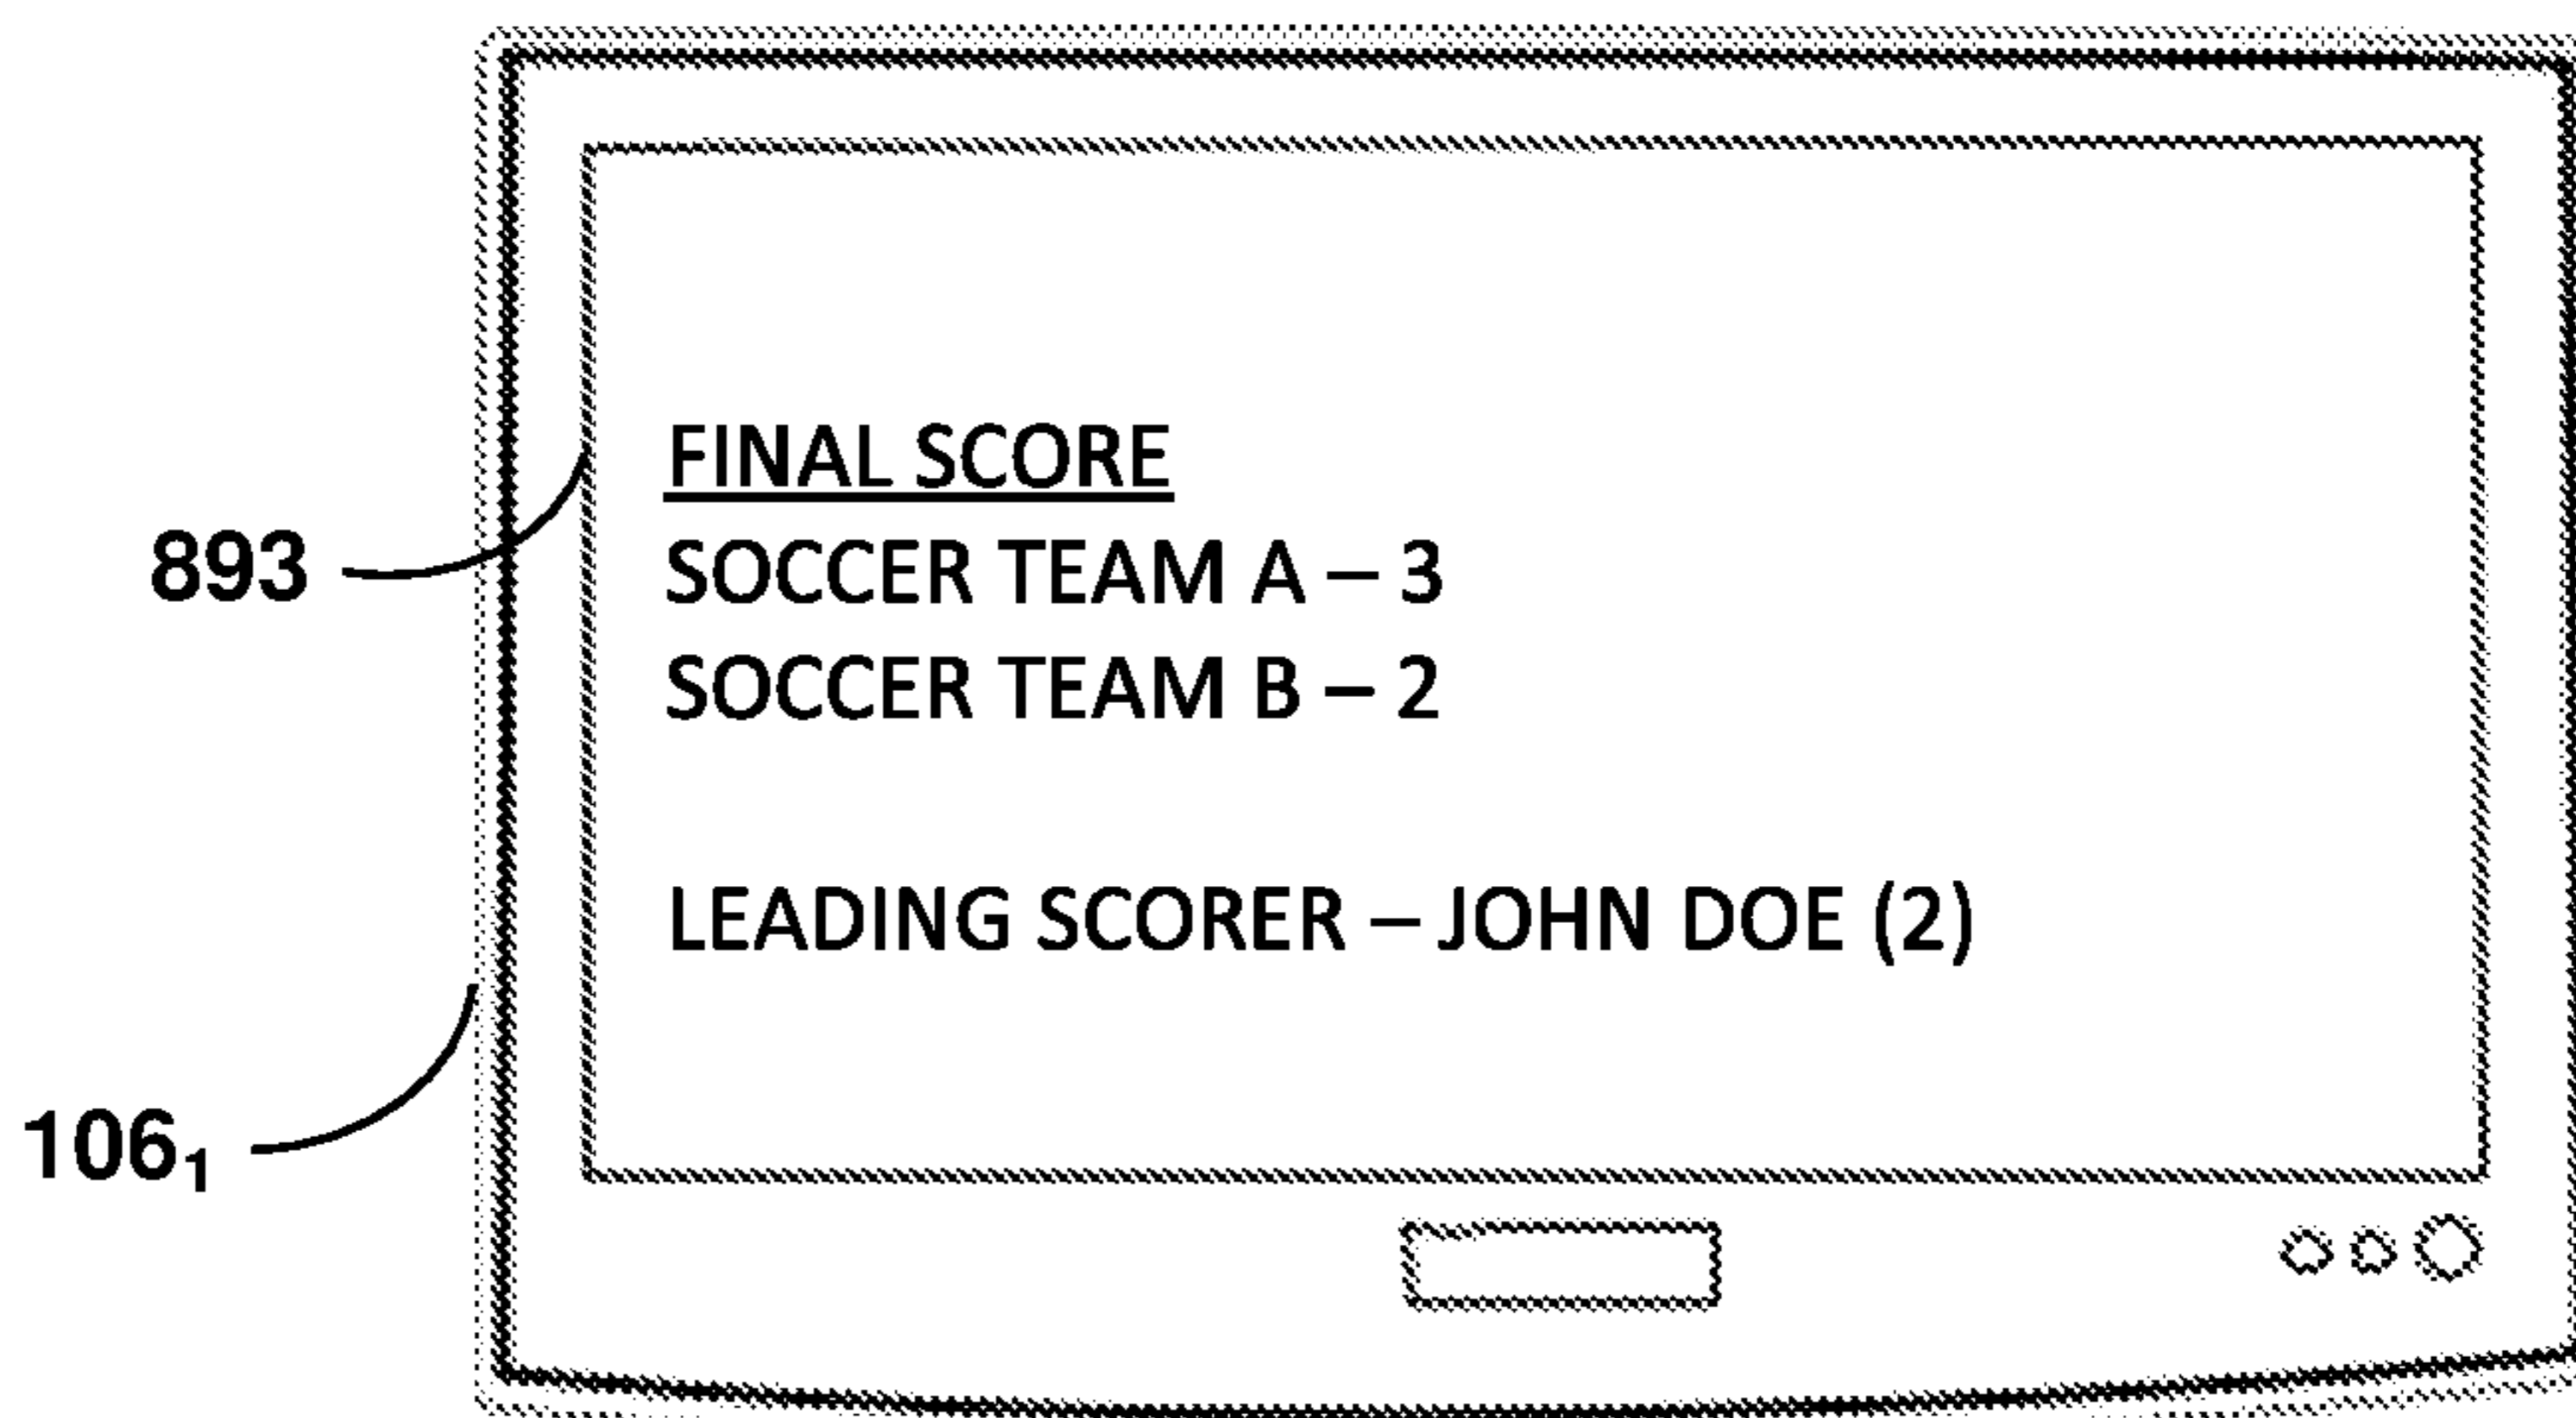 FINAL SCORE
893
SOCCER TEAM A – 3
SOCCER TEAM B – 2
LEADING SCORER – JOHN DOE (2)
106₁